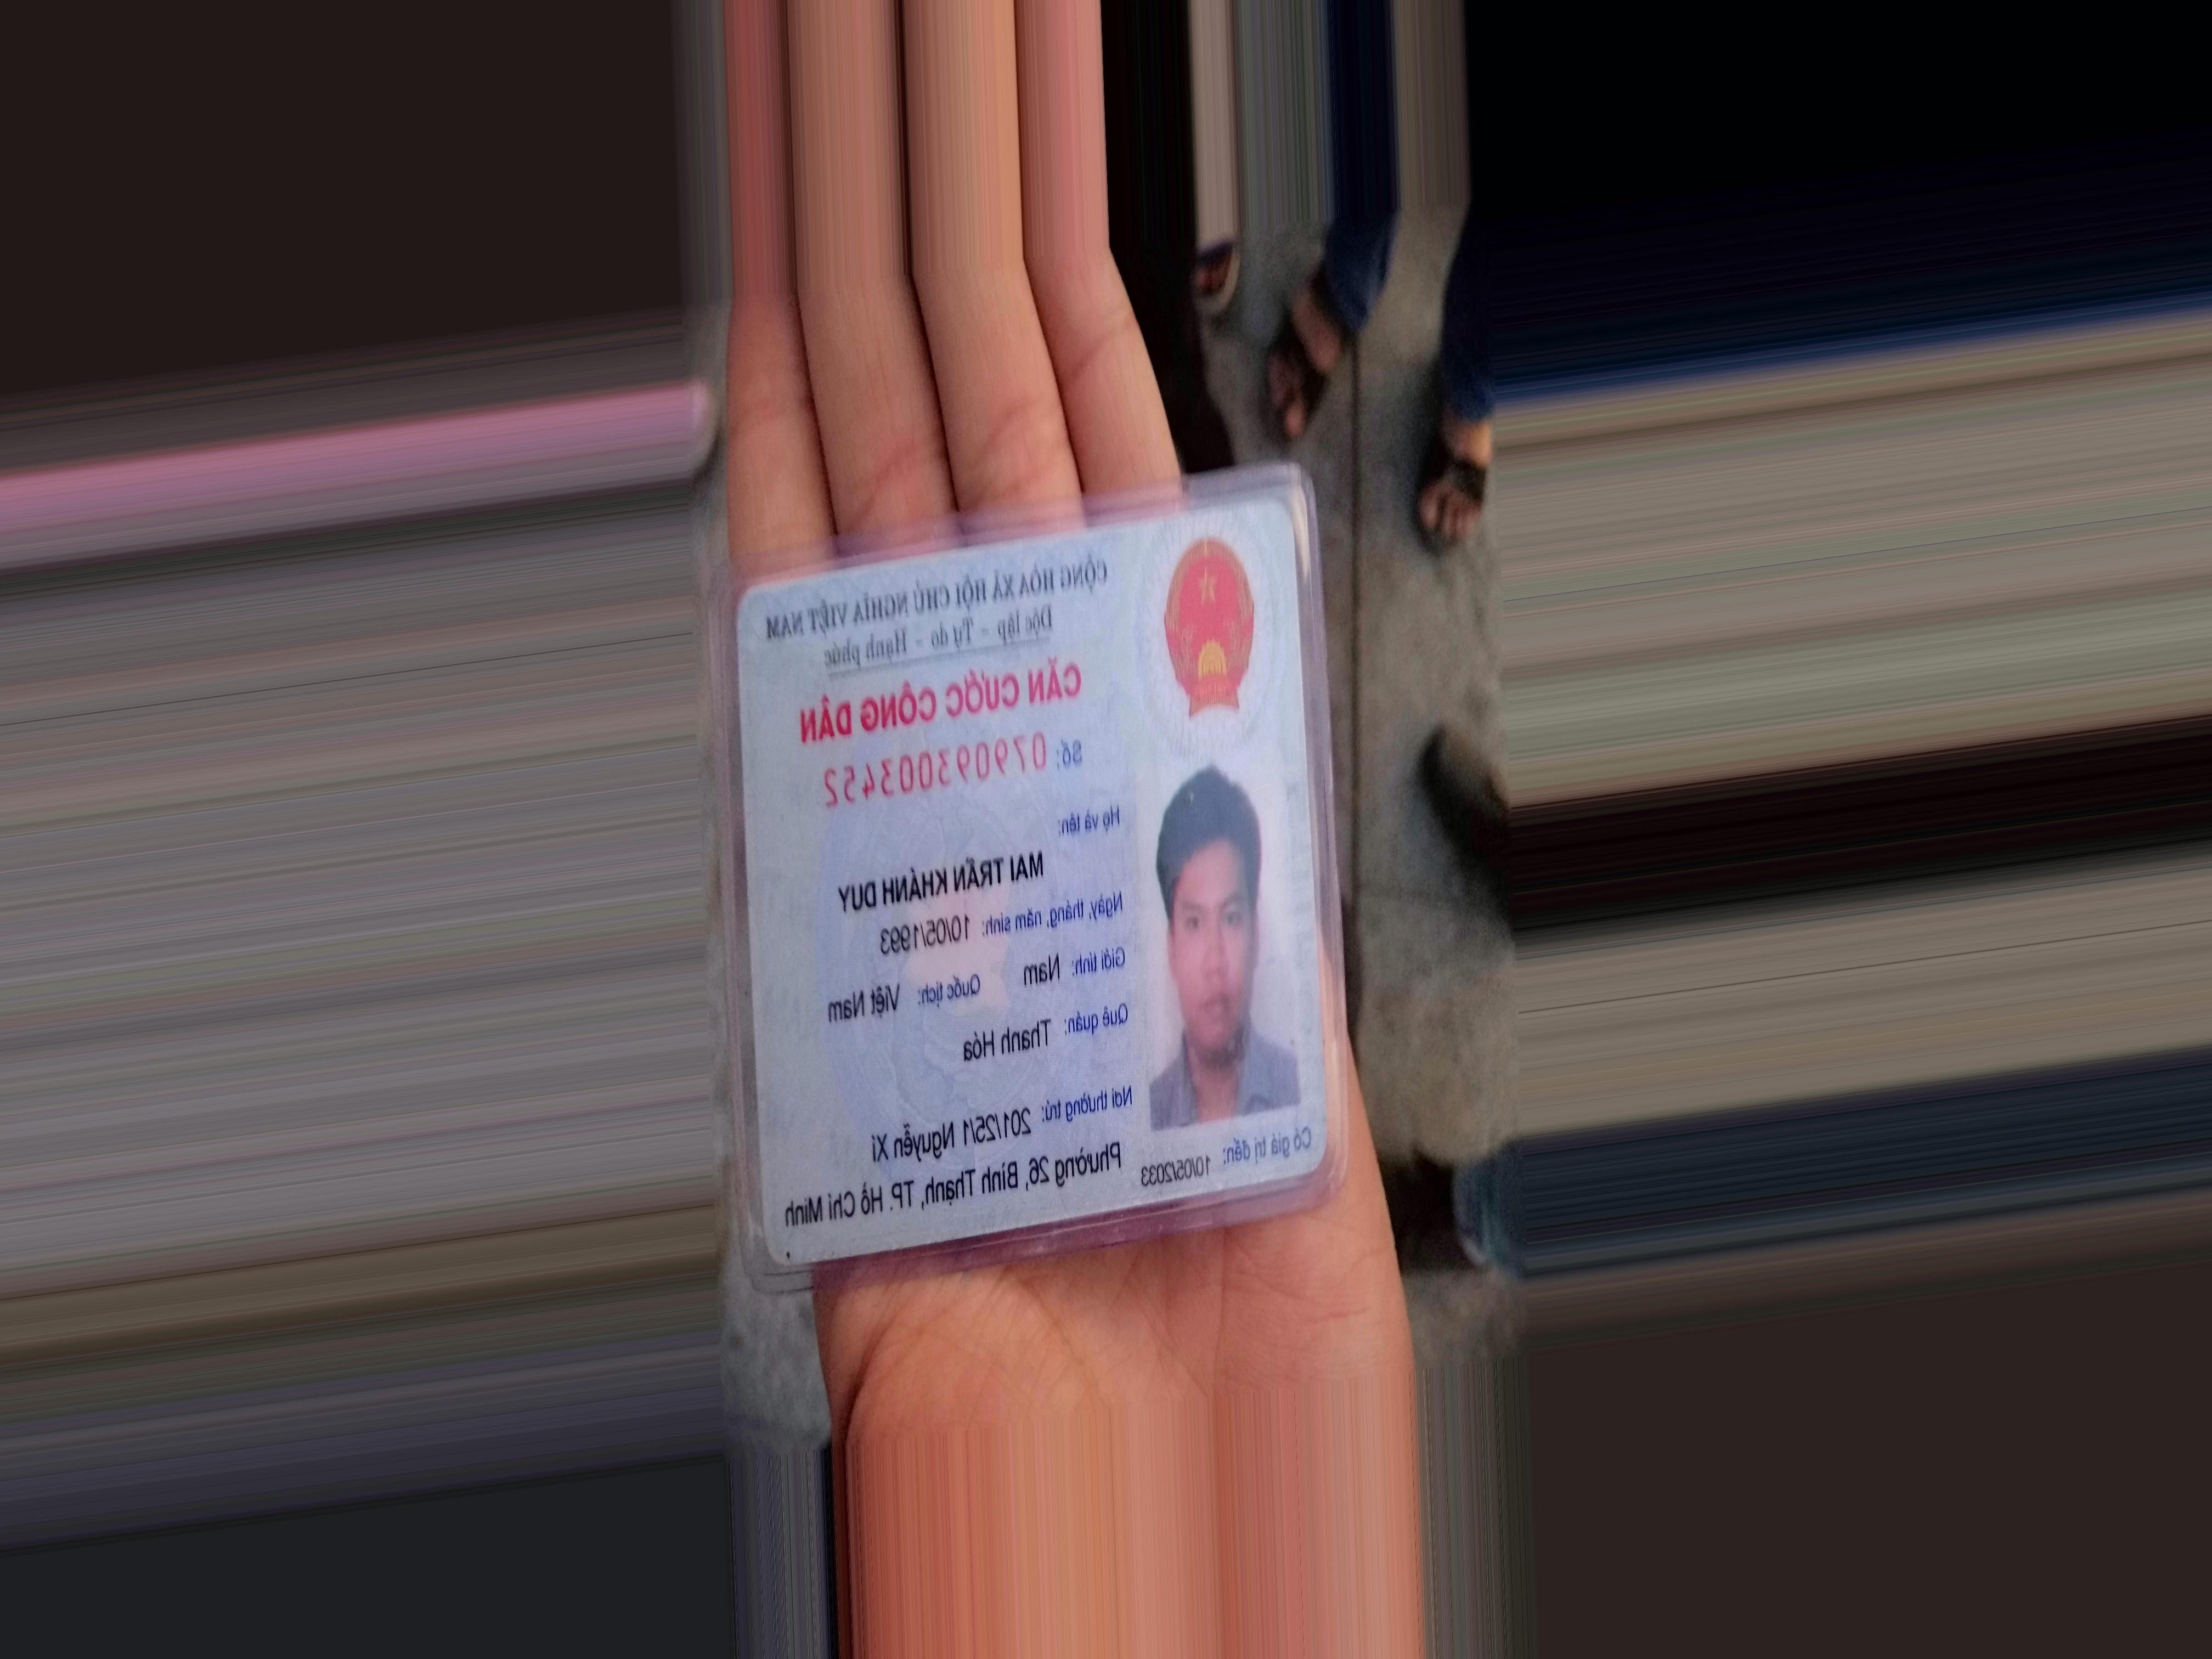 CỘNG HÒA XÃ HỘI CHỦ NGHĨA VIỆT NAM
Độc lập - Tự do - Hạnh phúc
CĂN CƯỚC CÔNG DÂN
Số: 079093003452
Họ và tên:
MAI TRẦN KHÁNH DUY
Ngày, tháng, năm sinh: 10/05/1993
Giới tính: Nam Quốc tịch: Việt Nam
Quê quán: Thanh Hóa
Nơi thường trú: 201/25/1 Nguyễn Xí
Phường 26, Bình Thạnh, TP. Hồ Chí Minh
Có giá trị đến: 10/05/2033